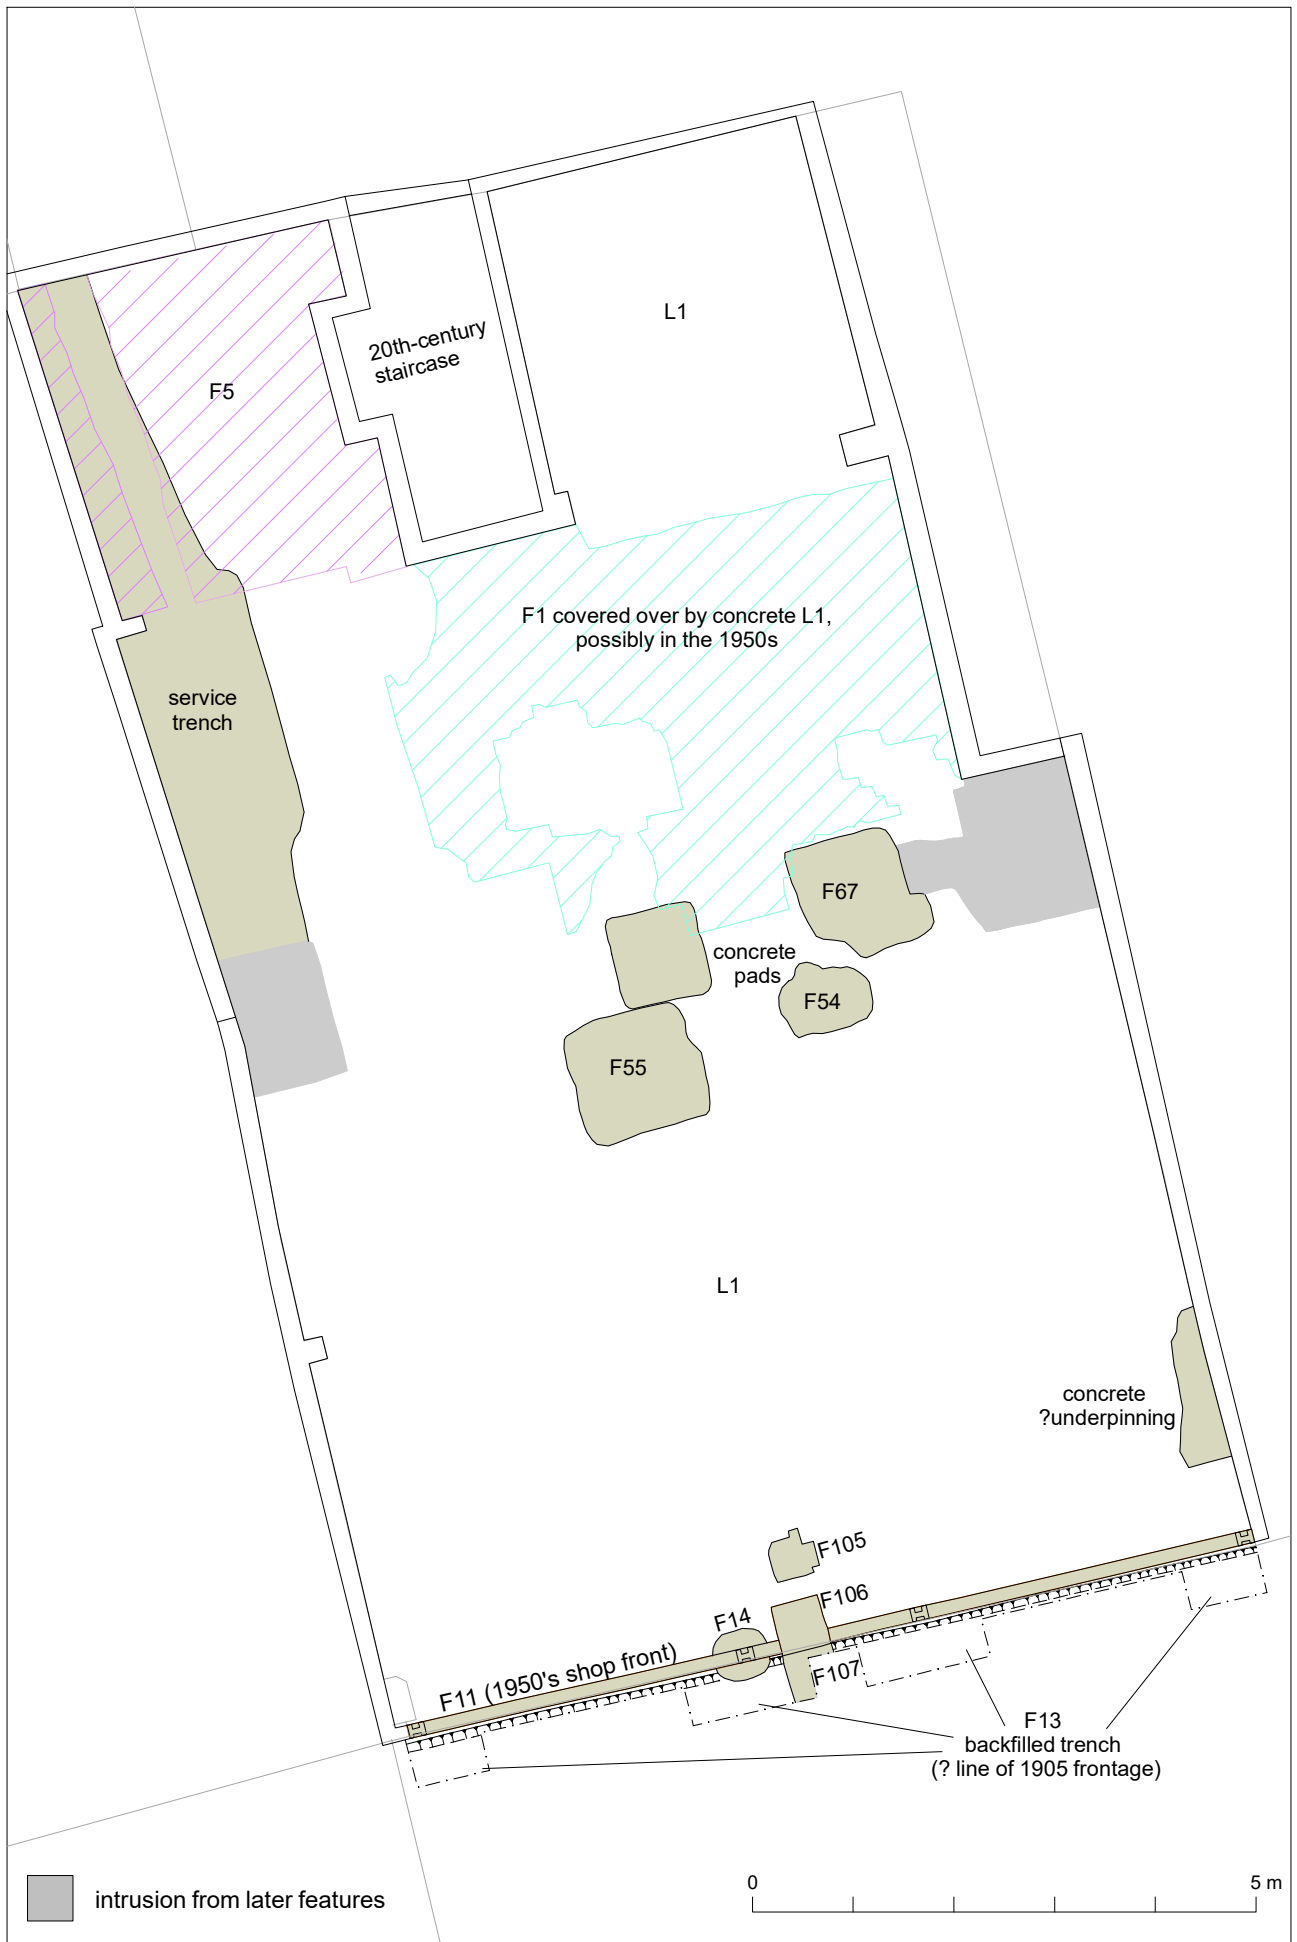 L1
20th-century
staircase
F5
F1 covered over by concrete L1,
possibly in the 1950s
service
trench
F67
concrete
pads
F54
F55
L1
concrete
?underpinning
F105
F106
F14
F11 (1950's shop front)
F107
F13
backfilled trench
(? line of 1905 frontage)
0
5 m
intrusion from later features